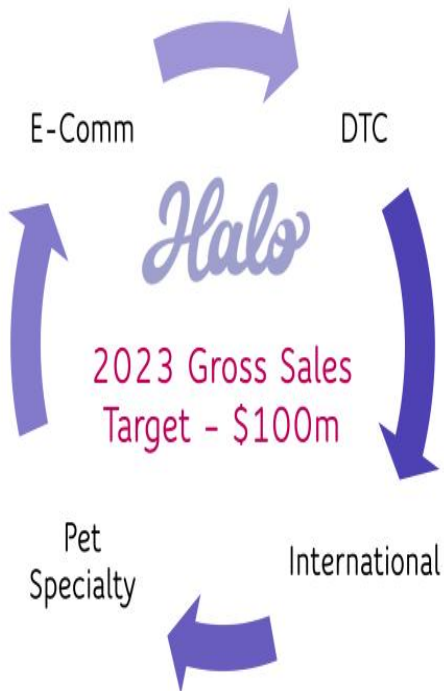 E-Comm
DTC
Halo
2023 Gross Sales
Target - $100m
Pet
Specialty
International